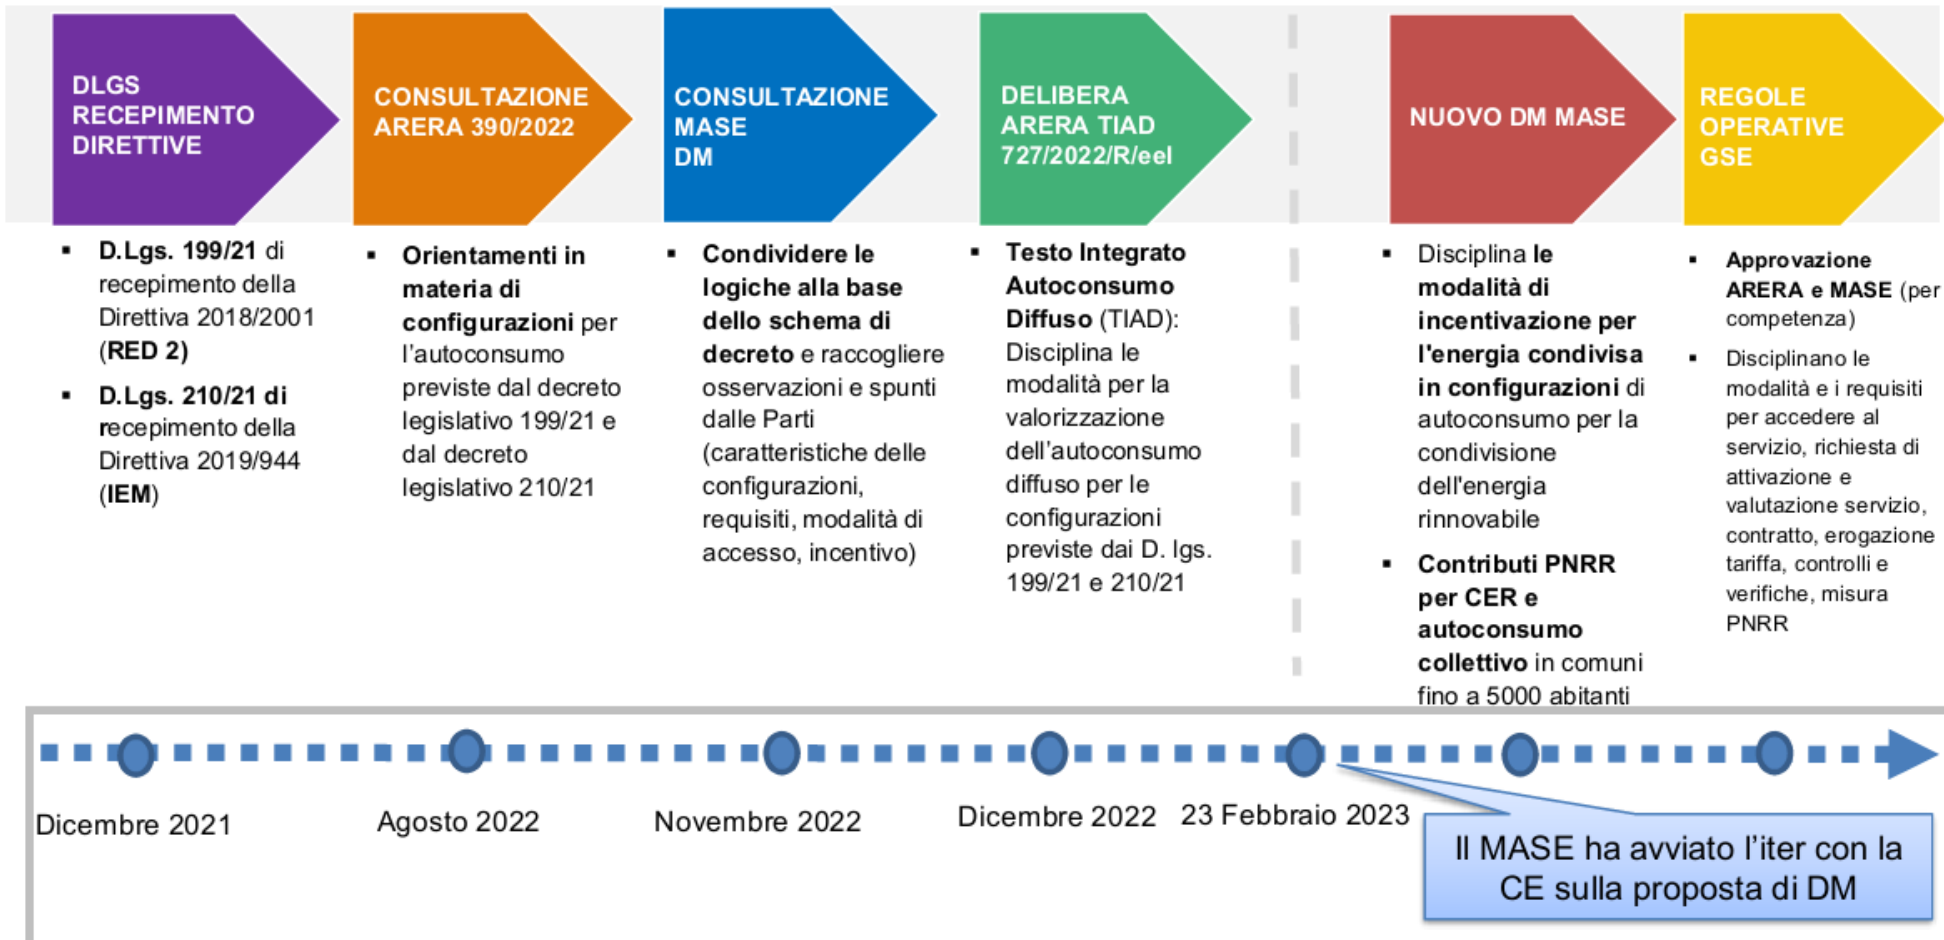 DLGS
RECEPIMENTO
DIRETTIVE
CONSULTAZIONE
ARERA 390/2022
CONSULTAZIONE
MASE
DM
DELIBERA
ARERA TIAD
727/2022/R/eel
NUOVO DM MASE
REGOLE
OPERATIVE
GSE
▪ D.Lgs. 199/21 di
recepimento della
Direttiva 2018/2001
(RED 2)
▪ D.Lgs. 210/21 di
recepimento della
Direttiva 2019/944
(IEM)
▪ Orientamenti in
materia di
configurazioni per
l'autoconsumo
previste dal decreto
legislativo 199/21 e
dal decreto
legislativo 210/21
▪ Condividere le
logiche alla base
dello schema di
decreto e raccogliere
osservazioni e spunti
dalle Parti
(caratteristiche delle
configurazioni,
requisiti, modalità di
accesso, incentivo)
▪ Testo Integrato
Autoconsumo
Diffuso (TIAD):
Disciplina le
modalità per la
valorizzazione
dell'autoconsumo
diffuso per le
configurazioni
previste dai D. lgs.
199/21 e 210/21
▪ Disciplina le
modalità di
incentivazione per
l'energia condivisa
in configurazioni di
autoconsumo per la
condivisione
dell'energia
rinnovabile
▪ Contributi PNRR
per CER e
autoconsumo
collettivo in comuni
fino a 5000 abitanti
▪ Approvazione
ARERA e MASE (per
competenza)
▪ Disciplinano le
modalità e i requisiti
per accedere al
servizio, richiesta di
attivazione e
valutazione servizio,
contratto, erogazione
tariffa, controlli e
verifiche, misura
PNRR
Dicembre 2021
Agosto 2022
Novembre 2022
Dicembre 2022
23 Febbraio 2023
Il MASE ha avviato l'iter con la
CE sulla proposta di DM